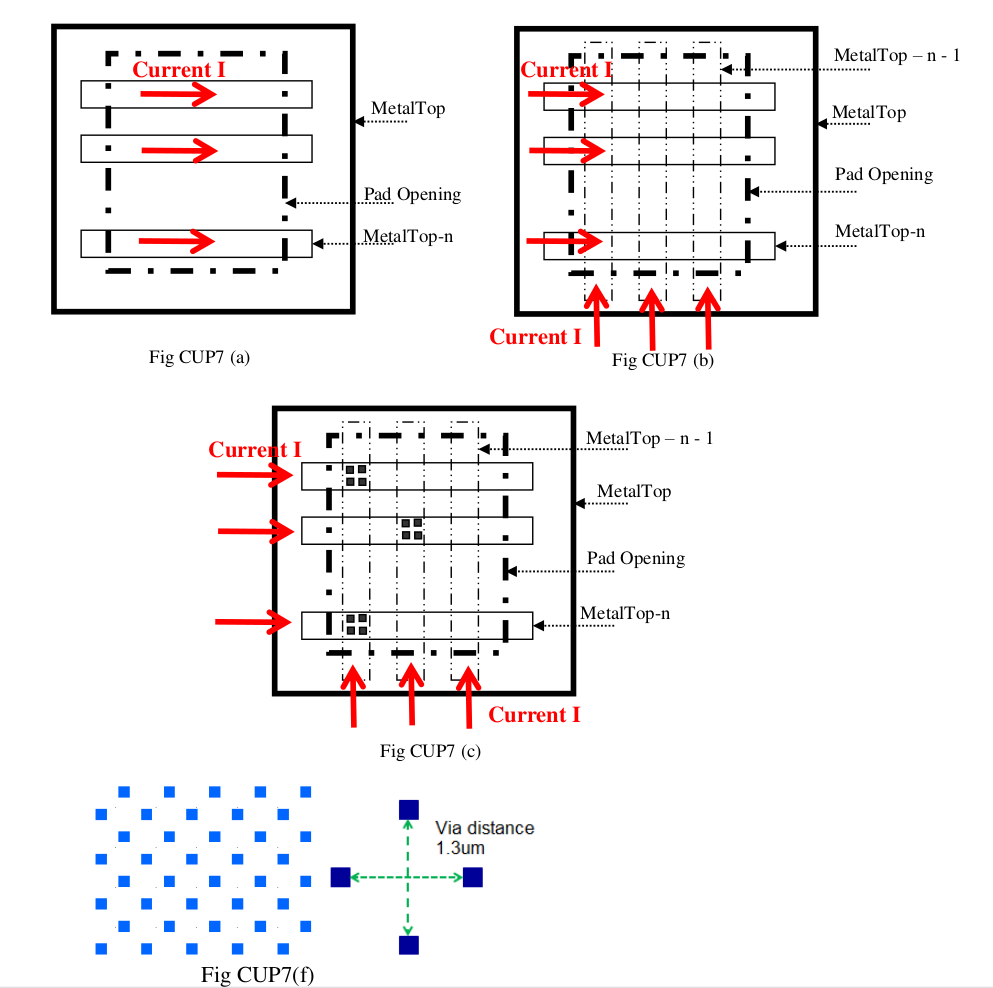 Current I
MetalTop
Pad Opening
MetalTop-n
Fig CUP7 (a)
MetalTop – n - 1
Current I
MetalTop
Pad Opening
MetalTop-n
Current I
Fig CUP7 (b)
MetalTop – n - 1
Current I
MetalTop
Pad Opening
MetalTop-n
Current I
Fig CUP7 (c)
Via distance
1.3um
Fig CUP7(f)